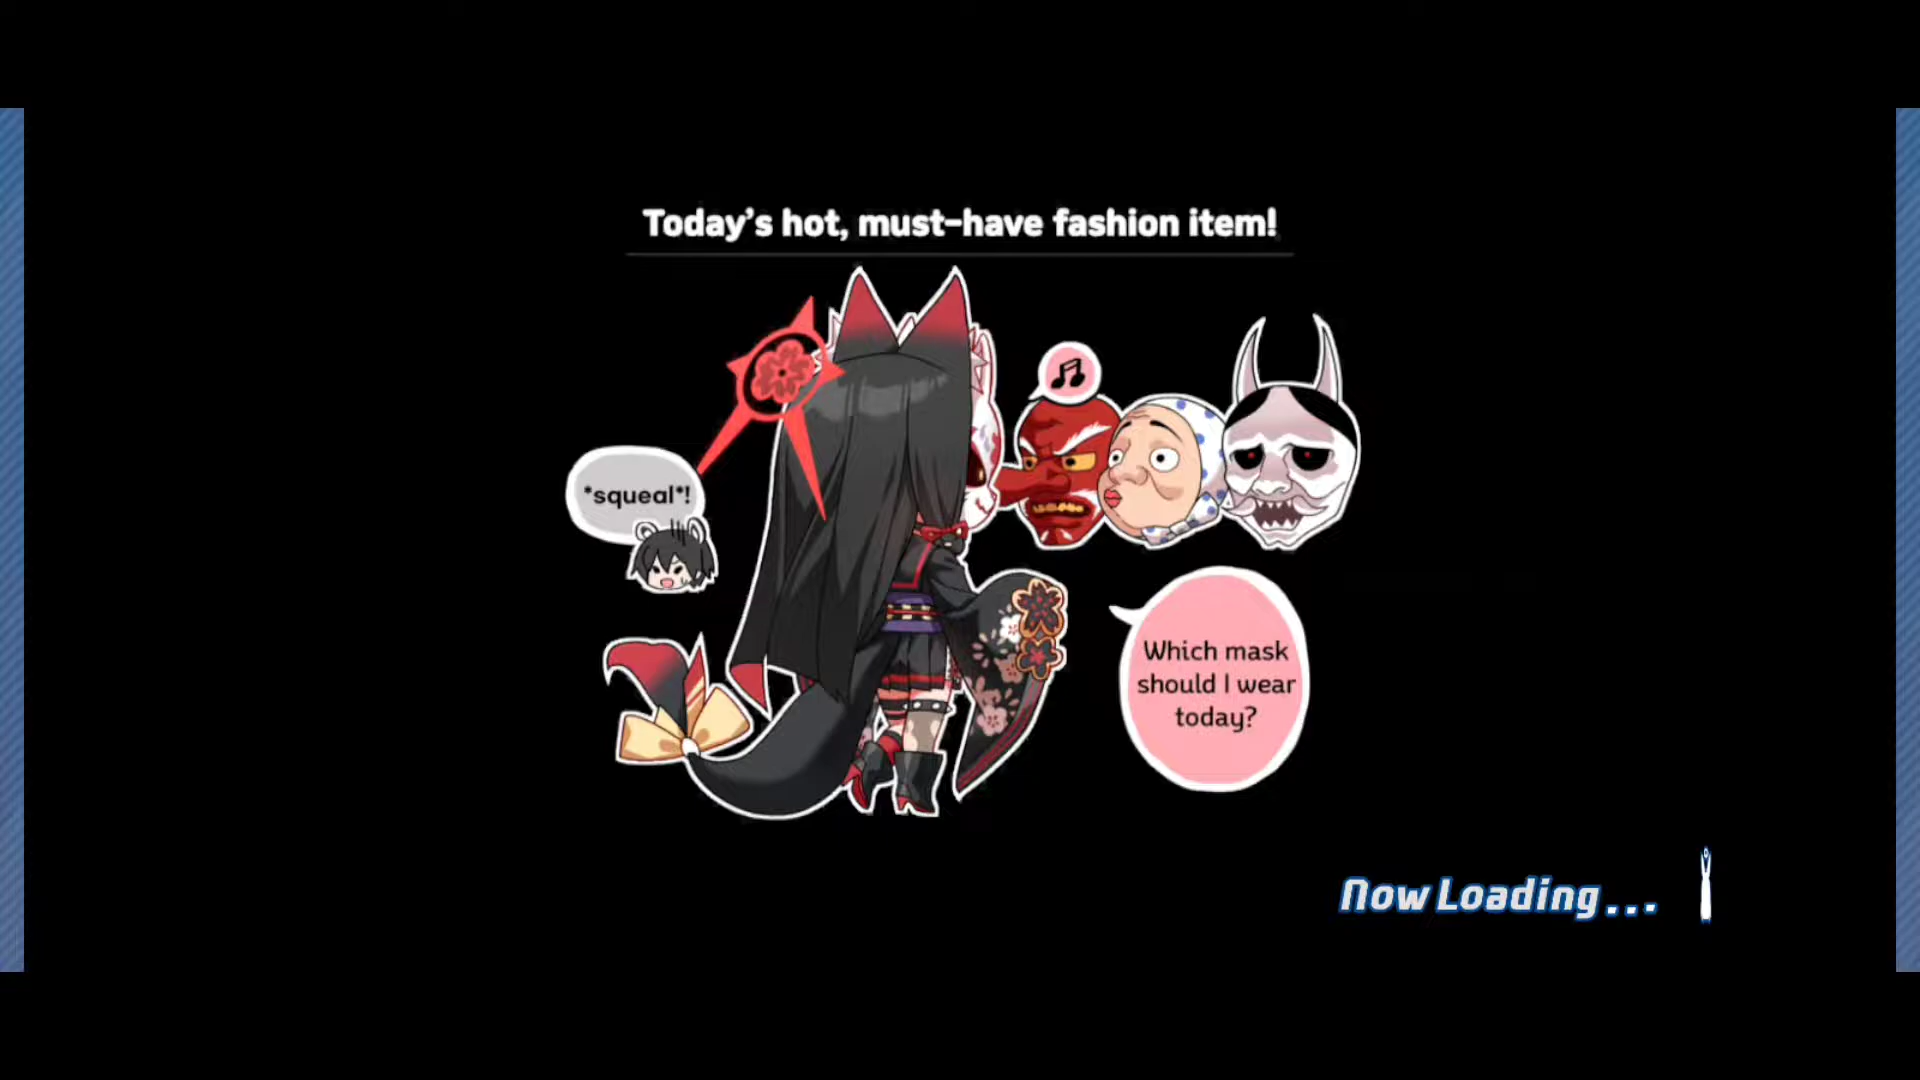 Today's hot, must-have fashion item!
*squeal*!
Which mask
should I wear
today?
Now Loading...